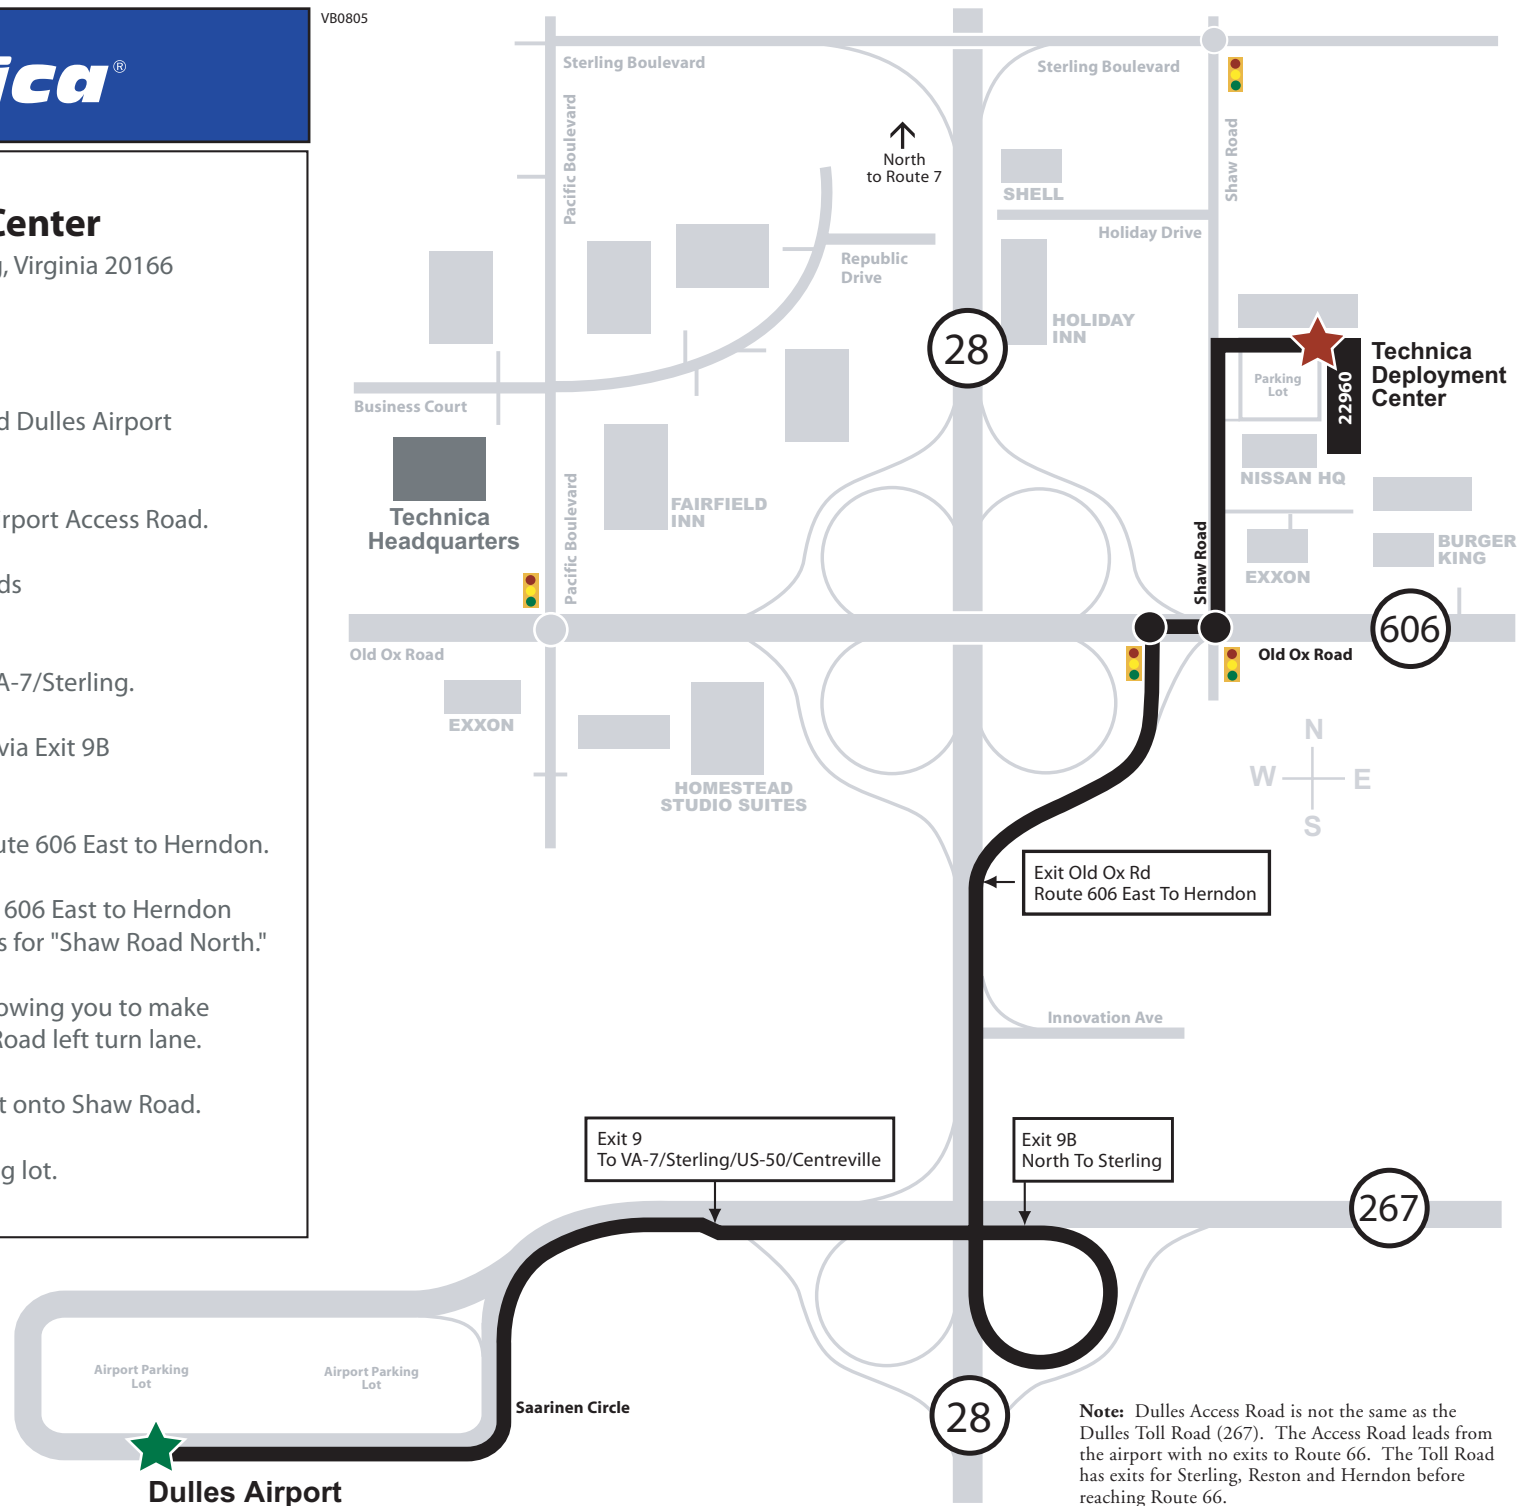 VB0805
ica®
Center
, Virginia 20166
d Dulles Airport
irport Access Road.
ds
A-7/Sterling.
via Exit 9B
ute 606 East to Herndon.
606 East to Herndon
s for "Shaw Road North."
owing you to make
Road left turn lane.
t onto Shaw Road.
g lot.
Sterling Boulevard
Sterling Boulevard
Pacific Boulevard
Shaw Road
North
to Route 7
SHELL
Holiday Drive
Republic
Drive
28
HOLIDAY
INN
Technica
Deployment
Center
22960
Parking
Lot
Business Court
NISSAN HQ
Technica
Headquarters
FAIRFIELD
INN
Pacific Boulevard
Shaw Road
EXXON
BURGER
KING
606
Old Ox Road
Old Ox Road
EXXON
HOMESTEAD
STUDIO SUITES
N
W E
S
Exit Old Ox Rd
Route 606 East To Herndon
Innovation Ave
Exit 9
To VA-7/Sterling/US-50/Centreville
Exit 9B
North To Sterling
267
Airport Parking
Lot
Airport Parking
Lot
Saarinen Circle
28
Dulles Airport
Note: Dulles Access Road is not the same as the
Dulles Toll Road (267). The Access Road leads from
the airport with no exits to Route 66. The Toll Road
has exits for Sterling, Reston and Herndon before
reaching Route 66.